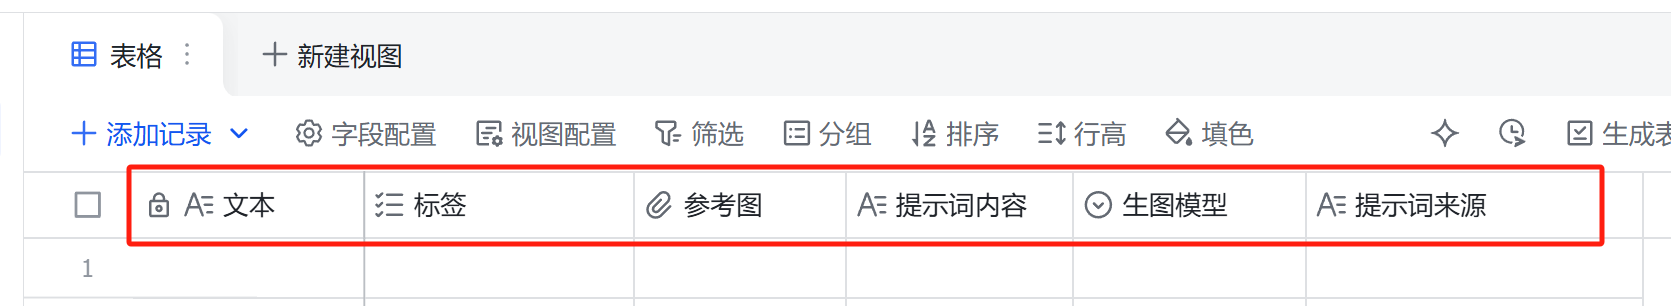 表格 新建视图
添加记录 字段配置 视图配置 筛选 分组 排序 行高 填色 生成表
文本 标签 参考图 提示词内容 生图模型 提示词来源
1